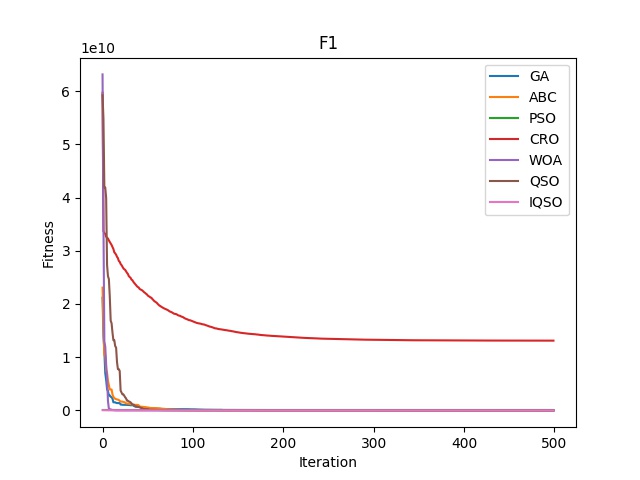 F1
1e10
6
5
4
3
2
1
0
Fitness
0
100
200
300
400
500
Iteration
GA
ABC
PSO
CRO
WOA
QSO
IQSO